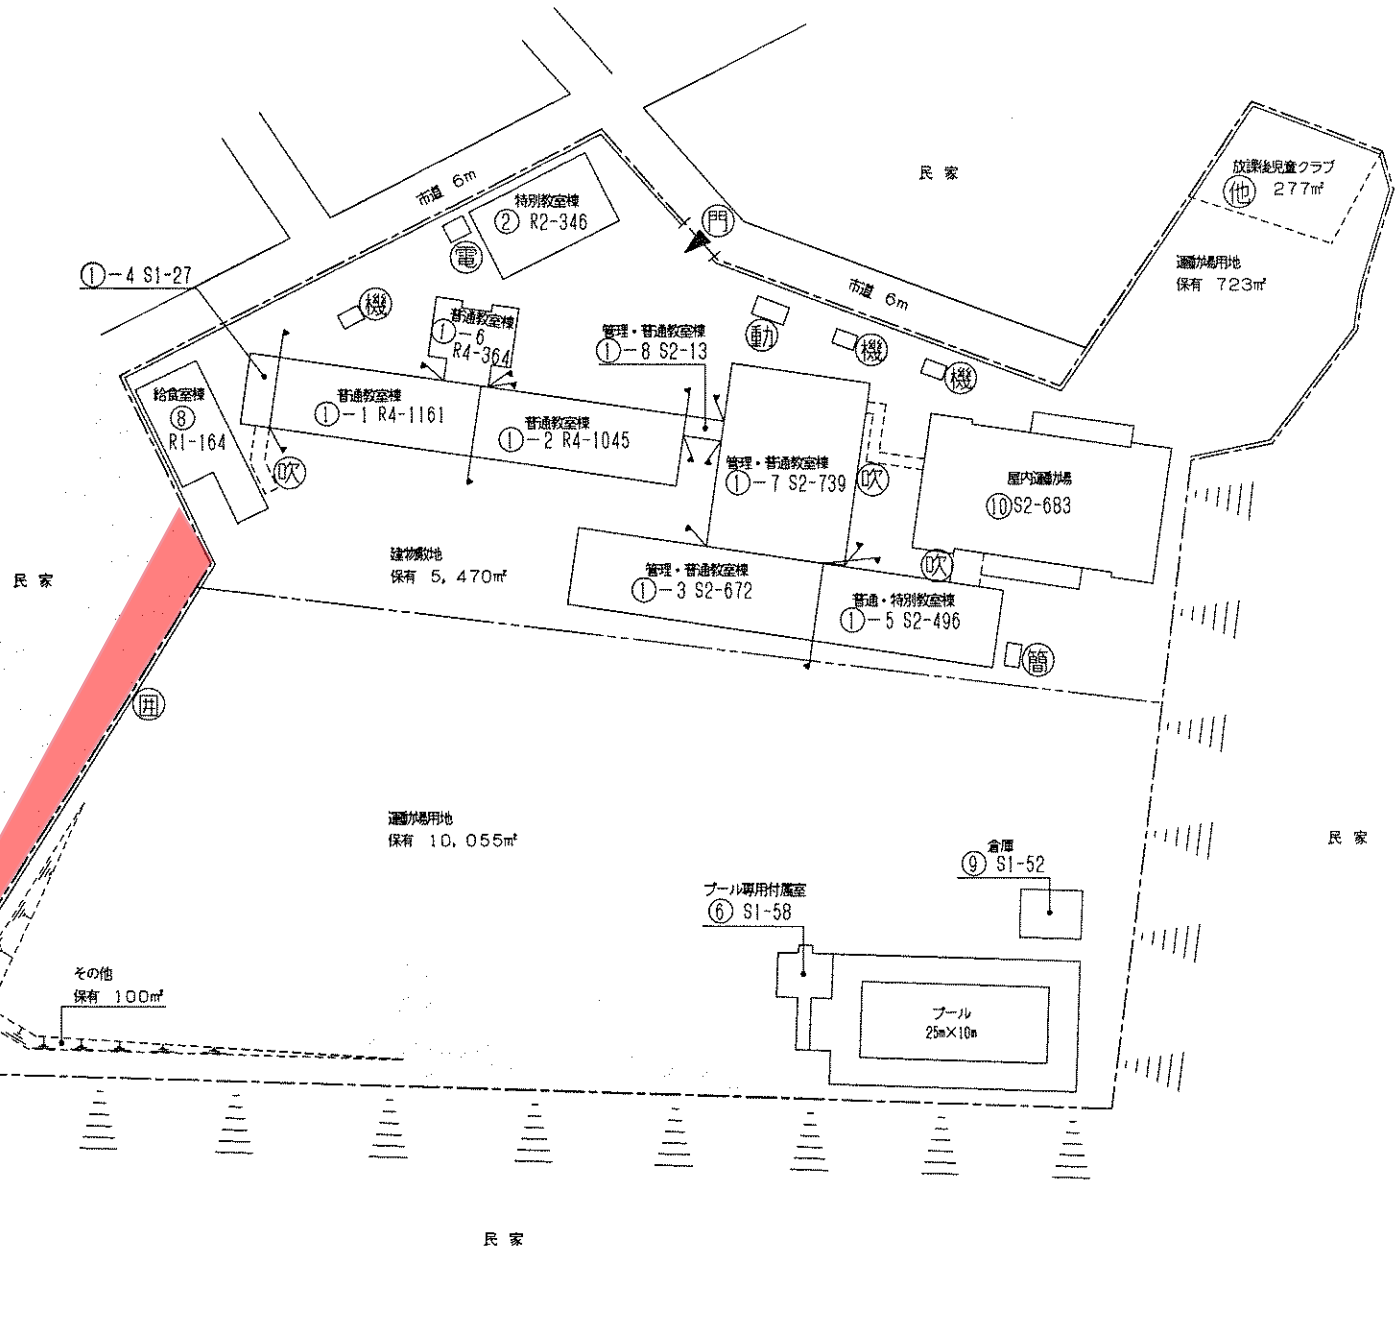 民 家
放課後児童クラブ
他 277㎡
運動場用地
保有 723㎡
市道 6m
特別教室棟
② R2-346
門
電
①-4 S1-27
機
市道 6m
普通教室棟
①-6
R4-364
管理・普通教室棟
①-8 S2-13
動
機
機
給食室棟
⑧
R1-164
普通教室棟
①-1 R4-1161
普通教室棟
①-2 R4-1045
吹
管理・普通教室棟
①-7 S2-739
吹
屋内運動場
⑩S2-683
民 家
建物敷地
保有 5,470㎡
吹
管理・普通教室棟
①-3 S2-672
普通・特別教室棟
①-5 S2-496
簡
囲
運動場用地
保有 10,055㎡
倉庫
⑨ S1-52
民 家
プール専用付属室
⑥ S1-58
その他
保有 100㎡
プール
25m×10m
民 家